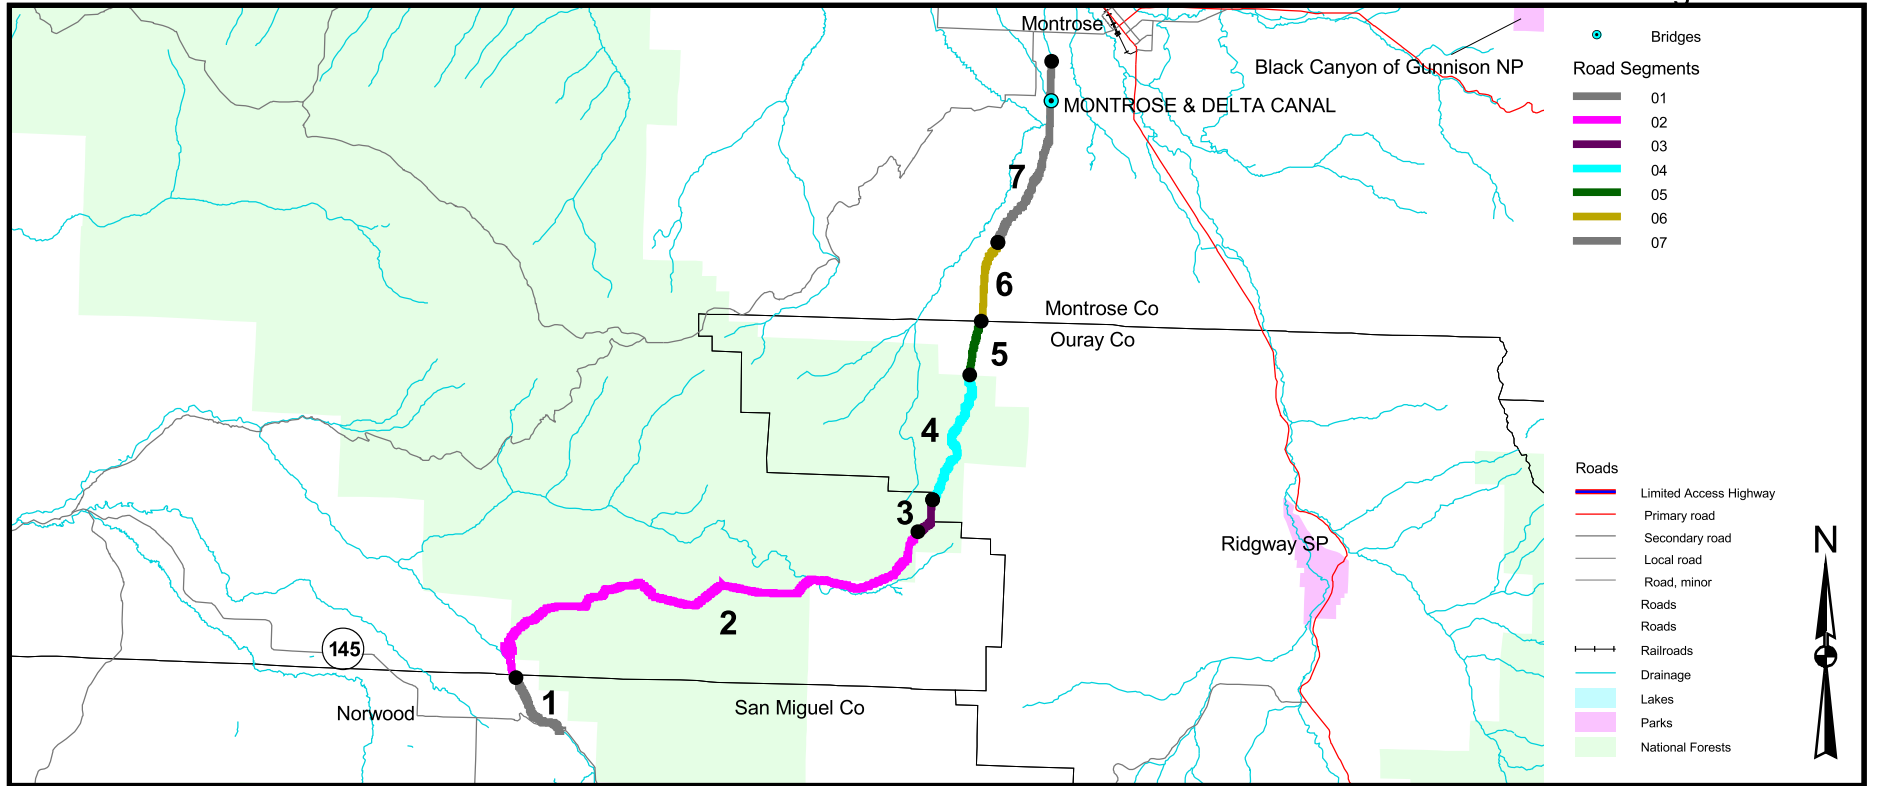 Montrose
Black Canyon of Gunnison NP
MONTROSE & DELTA CANAL
7
6
Montrose Co
Ouray Co
5
4
3
Ridgway SP
2
145
1
Norwood
San Miguel Co
Bridges
Road Segments
01
02
03
04
05
06
07
Roads
Limited Access Highway
Primary road
Secondary road
Local road
Road, minor
Roads
Roads
Railroads
Drainage
Lakes
Parks
National Forests
N